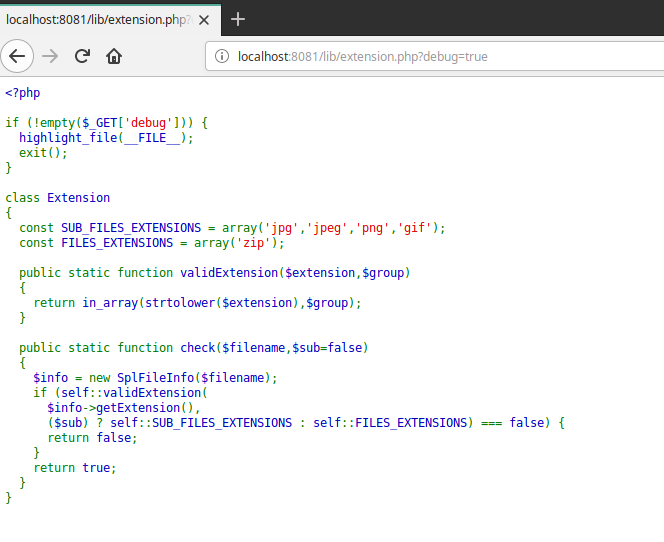 localhost:8081/lib/extension.php?
localhost:8081/lib/extension.php?debug=true
<?php

if (!empty($_GET['debug'])) {
  highlight_file(__FILE__);
  exit();
}

class Extension
{
  const SUB_FILES_EXTENSIONS = array('jpg','jpeg','png','gif');
  const FILES_EXTENSIONS = array('zip');

  public static function validExtension($extension,$group)
  {
    return in_array(strtolower($extension),$group);
  }

  public static function check($filename,$sub=false)
  {
    $info = new SplFileInfo($filename);
    if (self::validExtension(
      $info->getExtension(),
      ($sub) ? self::SUB_FILES_EXTENSIONS : self::FILES_EXTENSIONS) === false) {
      return false;
    }
    return true;
  }
}